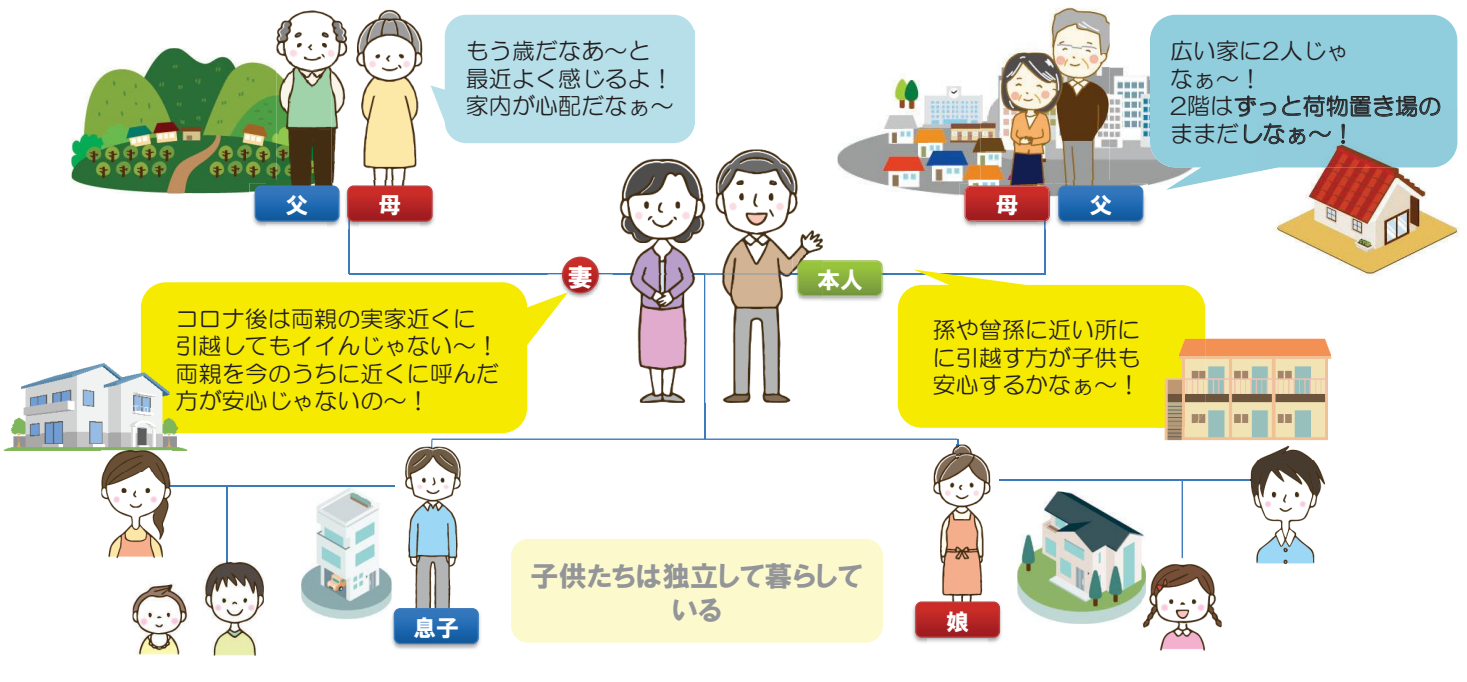 もう歳だなあ～と
最近よく感じるよ！
家内が心配だなぁ～
広い家に2人じゃ
なぁ～！
2階はずっと荷物置き場の
ままだしなぁ～！
父
母
母
父
妻
本人
コロナ後は両親の実家近くに
引越してもイイんじゃない～！
両親を今のうちに近くに呼んだ
方が安心じゃないの～！
孫や曾孫に近い所に
に引越す方が子供も
安心するかなぁ～！
子供たちは独立して暮らして
いる
息子
娘